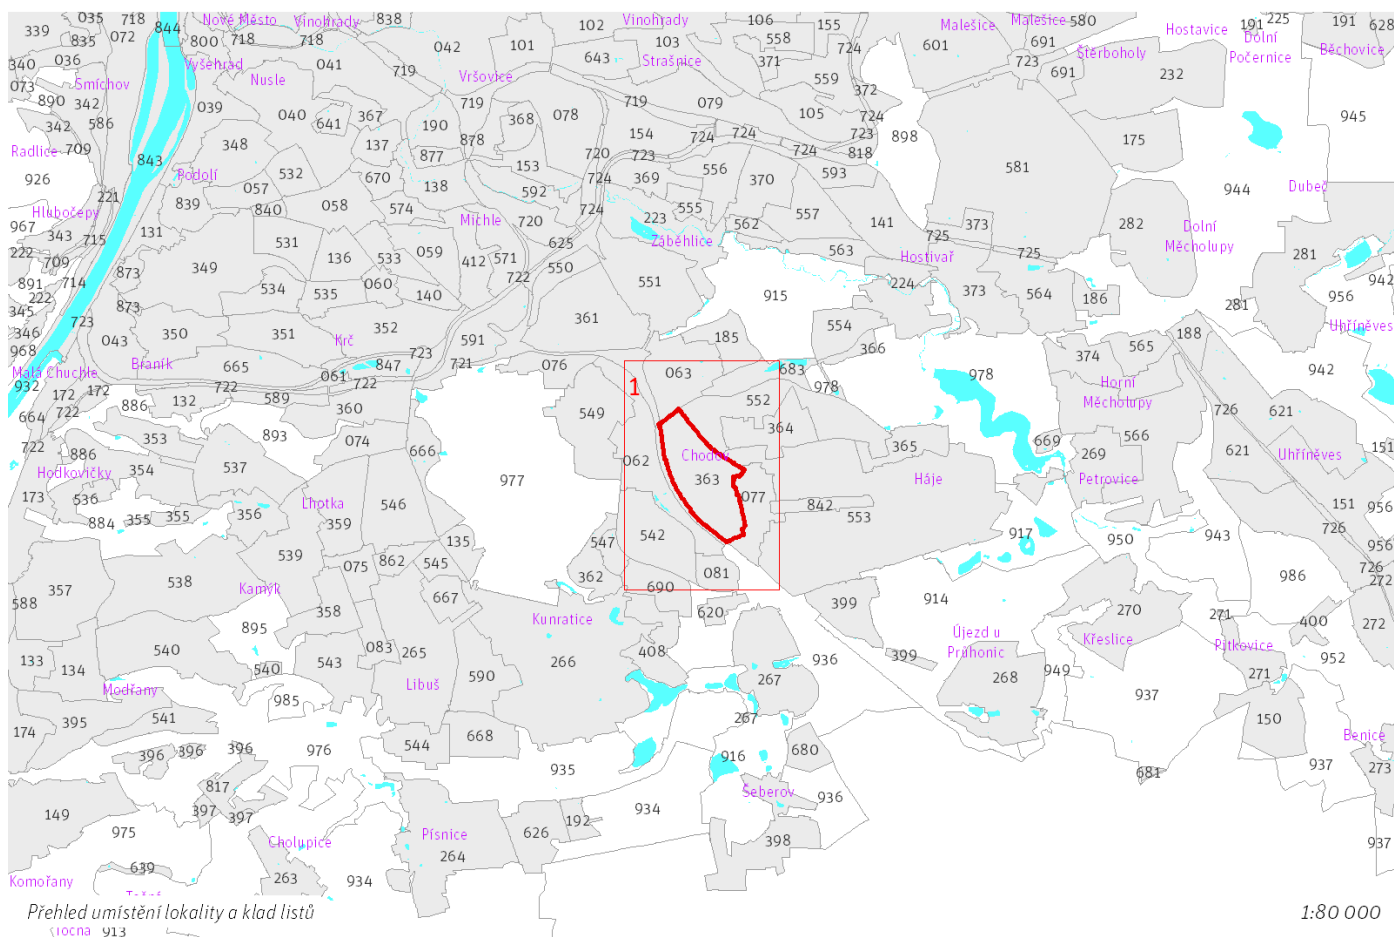 339 035 718 844 Nové Město Vinohrady 838 102 Vinohrady 106 155 Malešice Malešice 580 Hostavice 191 225 191 628
835 072 800 718 718 042 101 643 103 558 724 601 691 723 Štěrboholy Dolní Počernice Běchovice
340 036 Vyšehrad 041 719 Vršovice Strašnice 371 559 691 232
073 Smíchov Nusle 372
890 342 039 040 367 719 368 078 719 079 105 724 945
342 586 641 190 878 154 724 724 723 898 175
Radlice 709 843 348 137 877 153 720 723 724 818 581
926 Podolí 532 670 138 592 724 369 556 370 593 944 Dubeč
221 057
Hlubočepy 839 840 058 574 Michle 720 724 223 555 562 557 141 373 282 Dolní Měcholupy
967 343 715 131 531 059 625 Záběhlice 563 725 725 281
222 709 349 136 533 412 571 550 Hostivař
891 714 873 534 535 060 140 722 551 915 224 373 564 186 942
222 956
345 873 281
346 723 043 350 351 352 361 554 188 Uhříněves
968 Krč 723 591 185 366 374 565
Malá Chuchle Braník 665 061 847 721 076 063 683 978 978 Horní Měcholupy 942
932 172 172 722 722 1
664 722 886 132 589 360 549 552 726 621
722 353 893 074 666 364 365 669 566
886 354 537 062 Chodov 269 621 Uhříněves 151
Hodkovičky 977 363 Háje Petrovice
173 536 Lhotka 546 077 842 151 956
884 355 355 356 359 553 726
539 135 547 542 917 950 943 956
357 538 075 862 545 081 726
588 Kamýk 358 667 362 690 399 914 986 272
895 Kunratice 620 270 271 400 272
133 134 540 540 543 083 265 408 Újezd u Průhonic Křeslice Pitkovice
Modřany 985 Libuš 590 266 267 936 399 268 949 271 952
395 541 267 937 150
174 396 396 396 976 544 668 916 680 Benice
817 935 681 937 273
149 397 397 Šeberov 936
975 Cholupice Písnice 626 192 934 398 937
639 264
Komořany 263 934
Přehled umístění lokality a klad listů 1:80 000
Točná 913